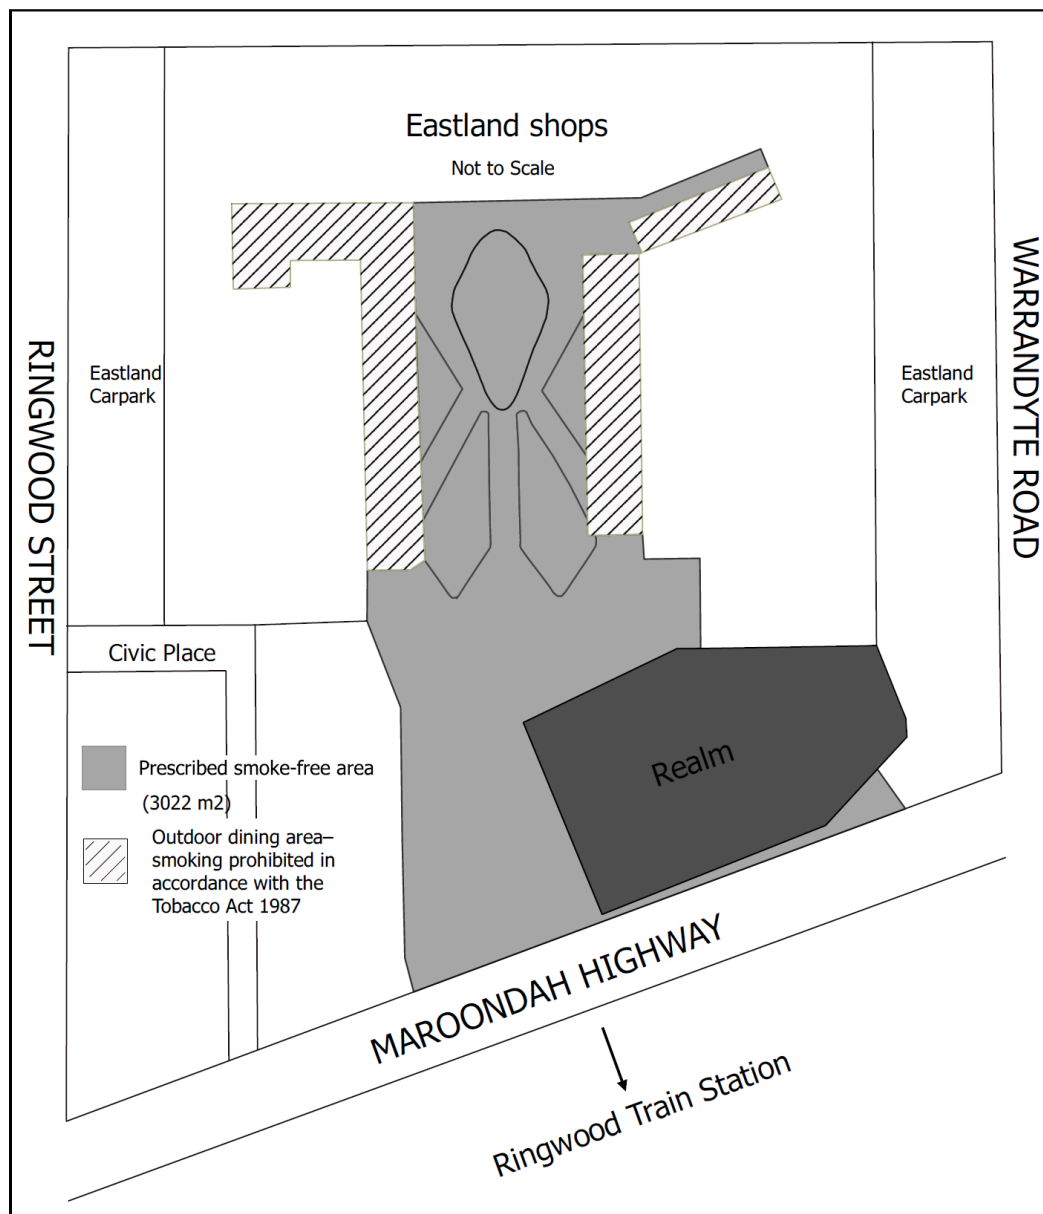 Eastland shops
Not to Scale
RINGWOOD STREET
Eastland
Carpark
Eastland
Carpark
WARRANDYTE ROAD
Civic Place
Prescribed smoke-free area
(3022 m2)
Outdoor dining area–
smoking prohibited in
accordance with the
Tobacco Act 1987
Realm
MAROONDAH HIGHWAY
Ringwood Train Station